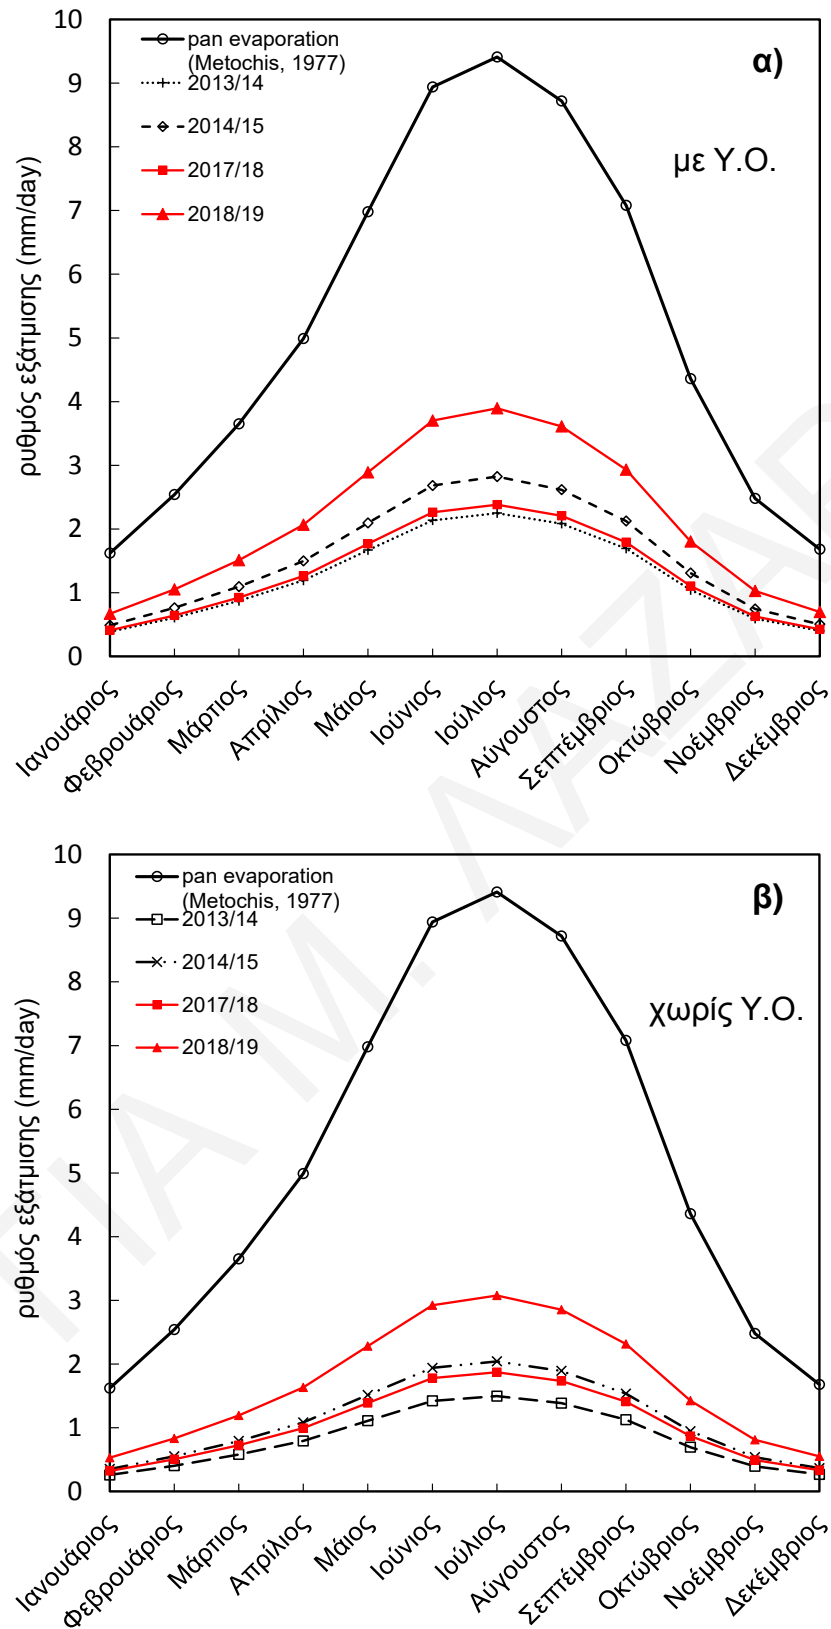 10
9
8
7
6
5
4
3
2
1
0
ρυθμός εξάτμισης (mm/day)
pan evaporation
(Metochis, 1977)
2013/14
2014/15
2017/18
2018/19
α)
με Υ.Ο.
Ιανουάριος
Φεβρουάριος
Μάρτιος
Απρίλιος
Μάιος
Ιούνιος
Ιούλιος
Αύγουστος
Σεπτέμβριος
Οκτώβριος
Νοέμβριος
Δεκέμβριος
10
9
8
7
6
5
4
3
2
1
0
ρυθμός εξάτμισης (mm/day)
pan evaporation
(Metochis, 1977)
2013/14
2014/15
2017/18
2018/19
β)
χωρίς Υ.Ο.
Ιανουάριος
Φεβρουάριος
Μάρτιος
Απρίλιος
Μάιος
Ιούνιος
Ιούλιος
Αύγουστος
Σεπτέμβριος
Οκτώβριος
Νοέμβριος
Δεκέμβριος